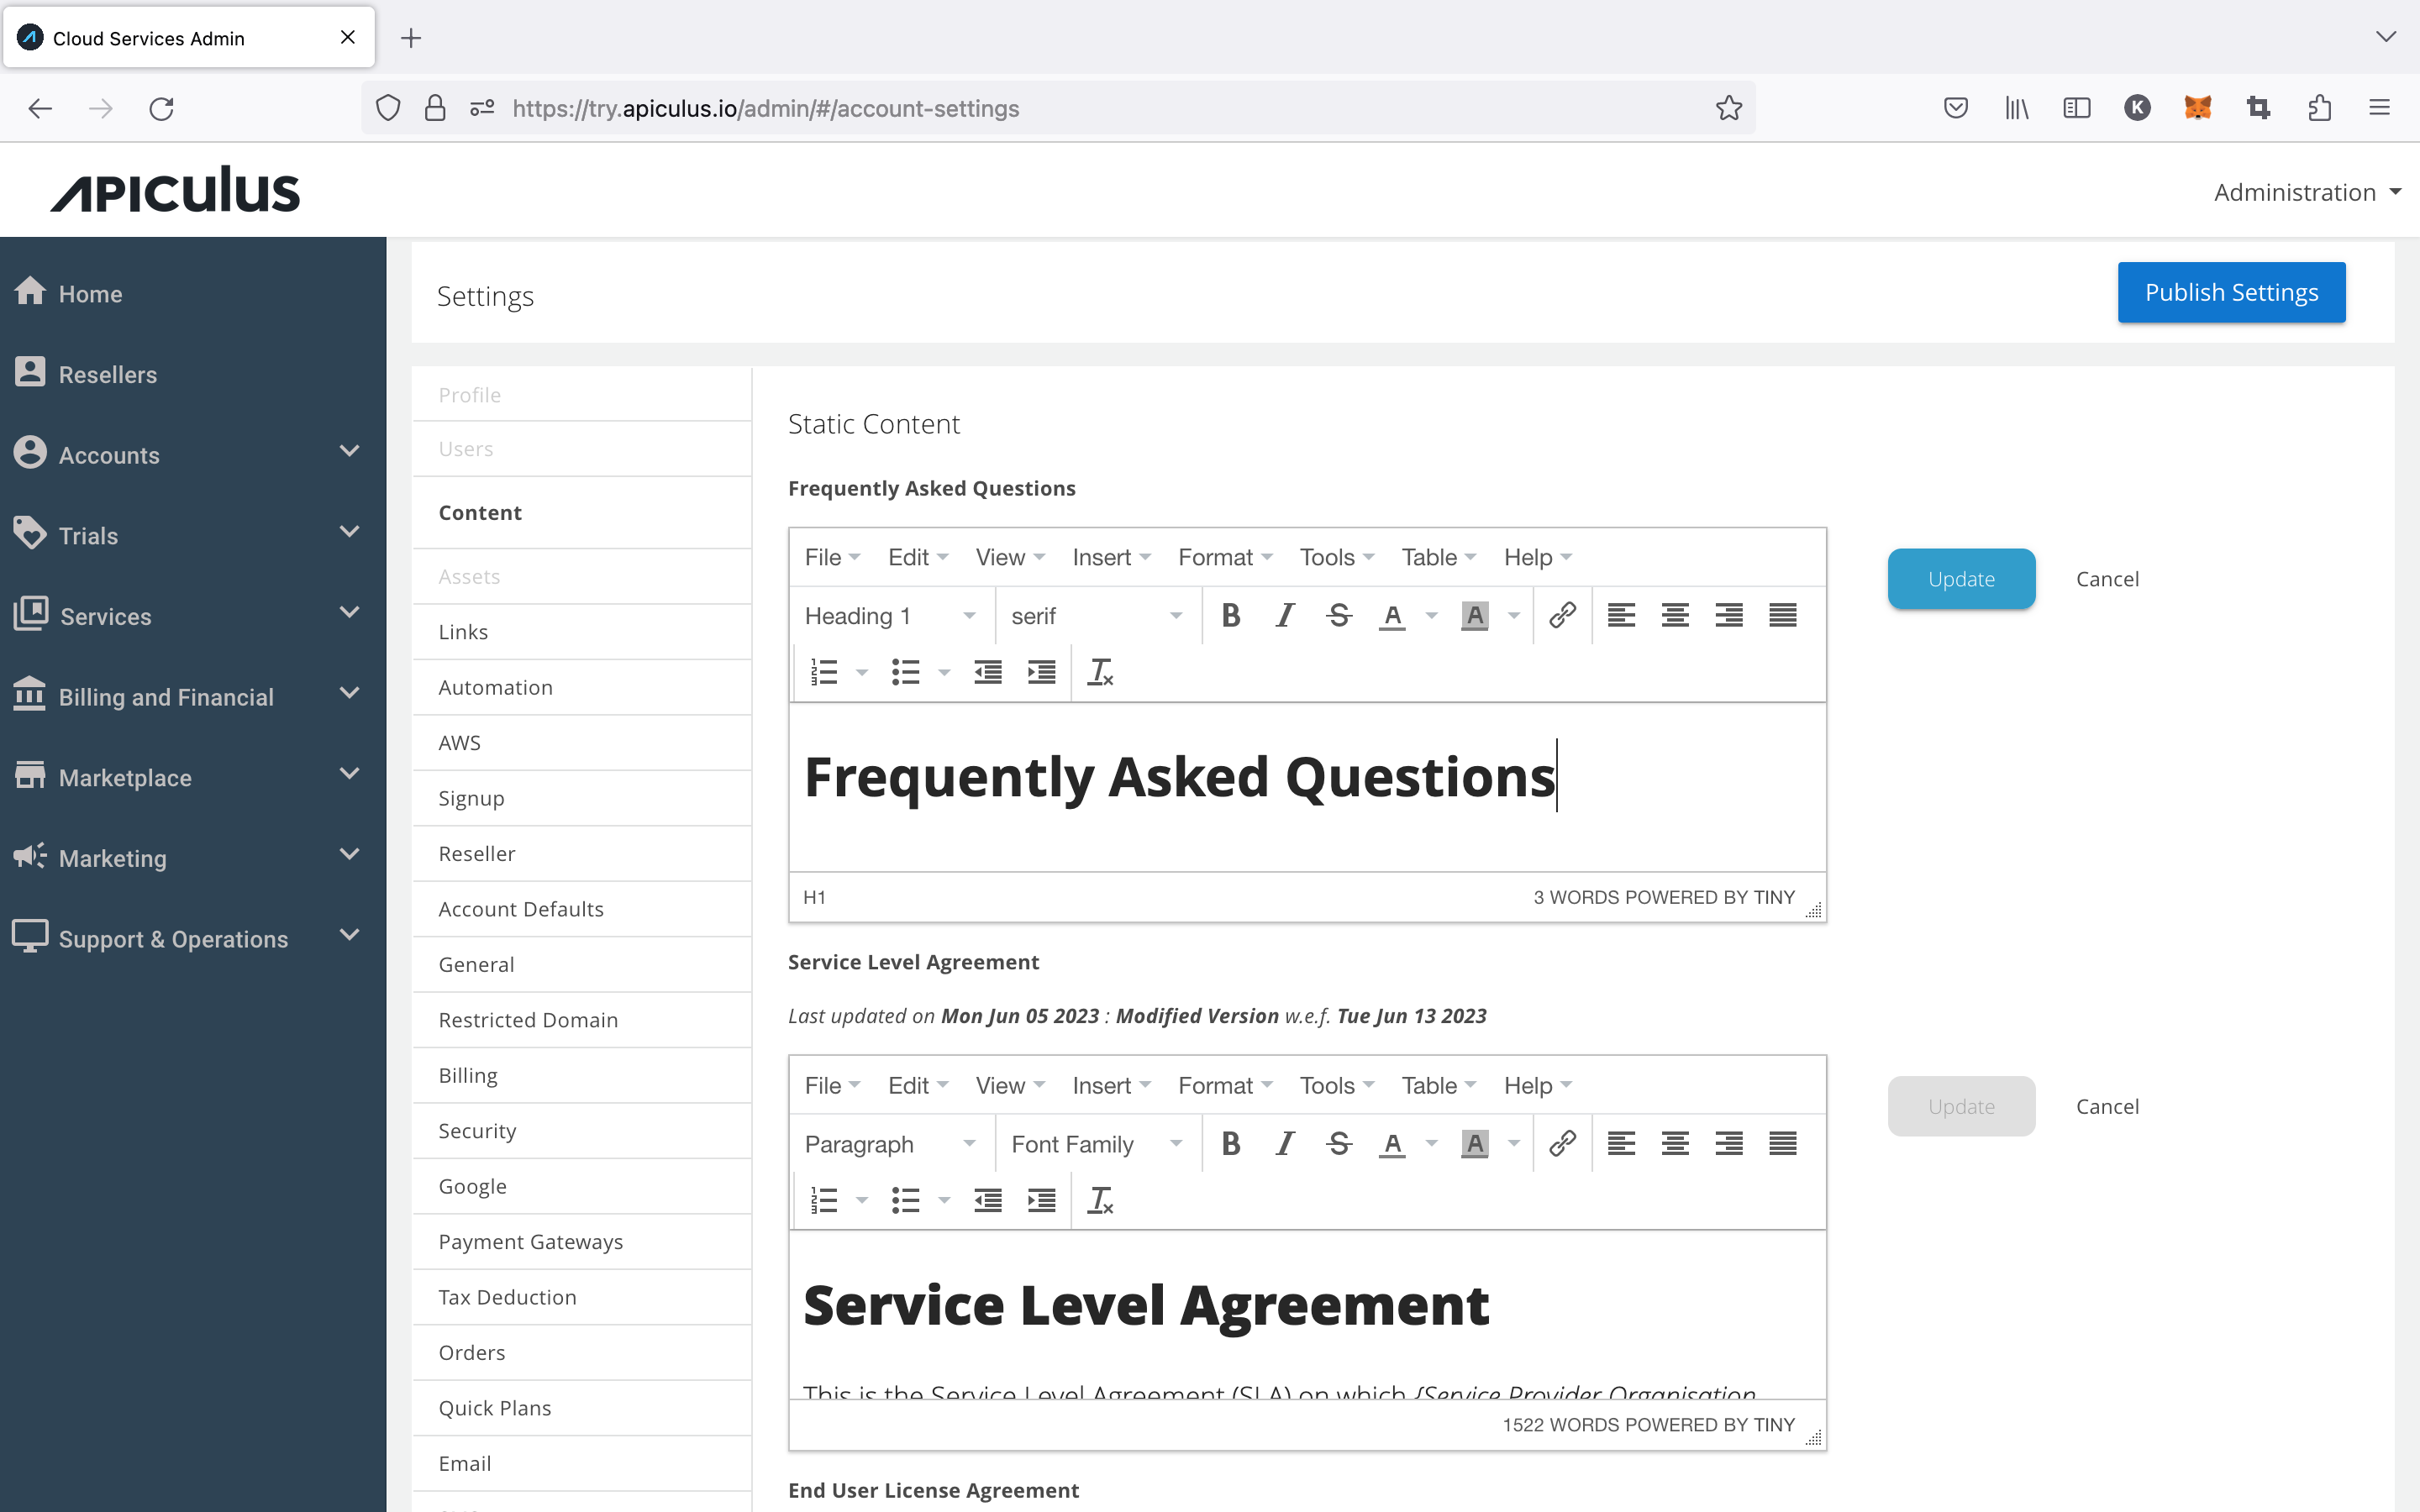 Cloud Services Admin
https://try.apiculus.io/admin/#/account-settings
K
APICULUS
Administration
Home
Resellers
Accounts
Trials
Services
Billing and Financial
Marketplace
Marketing
Support & Operations
Settings
Publish Settings
Profile
Users
Content
Assets
Links
Automation
AWS
Signup
Reseller
Account Defaults
General
Restricted Domain
Billing
Security
Google
Payment Gateways
Tax Deduction
Orders
Quick Plans
Email
Static Content
Frequently Asked Questions
File Edit View Insert Format Tools Table Help
Heading 1 serif B I S A A
Frequently Asked Questions
H1 3 WORDS POWERED BY TINY
Update Cancel
Service Level Agreement
Last updated on Mon Jun 05 2023 : Modified Version w.e.f. Tue Jun 13 2023
File Edit View Insert Format Tools Table Help
Paragraph Font Family B I S A A
Service Level Agreement
This is the Service Level Agreement (SLA) on which {Service Provider Organisation
1522 WORDS POWERED BY TINY
Update Cancel
End User License Agreement